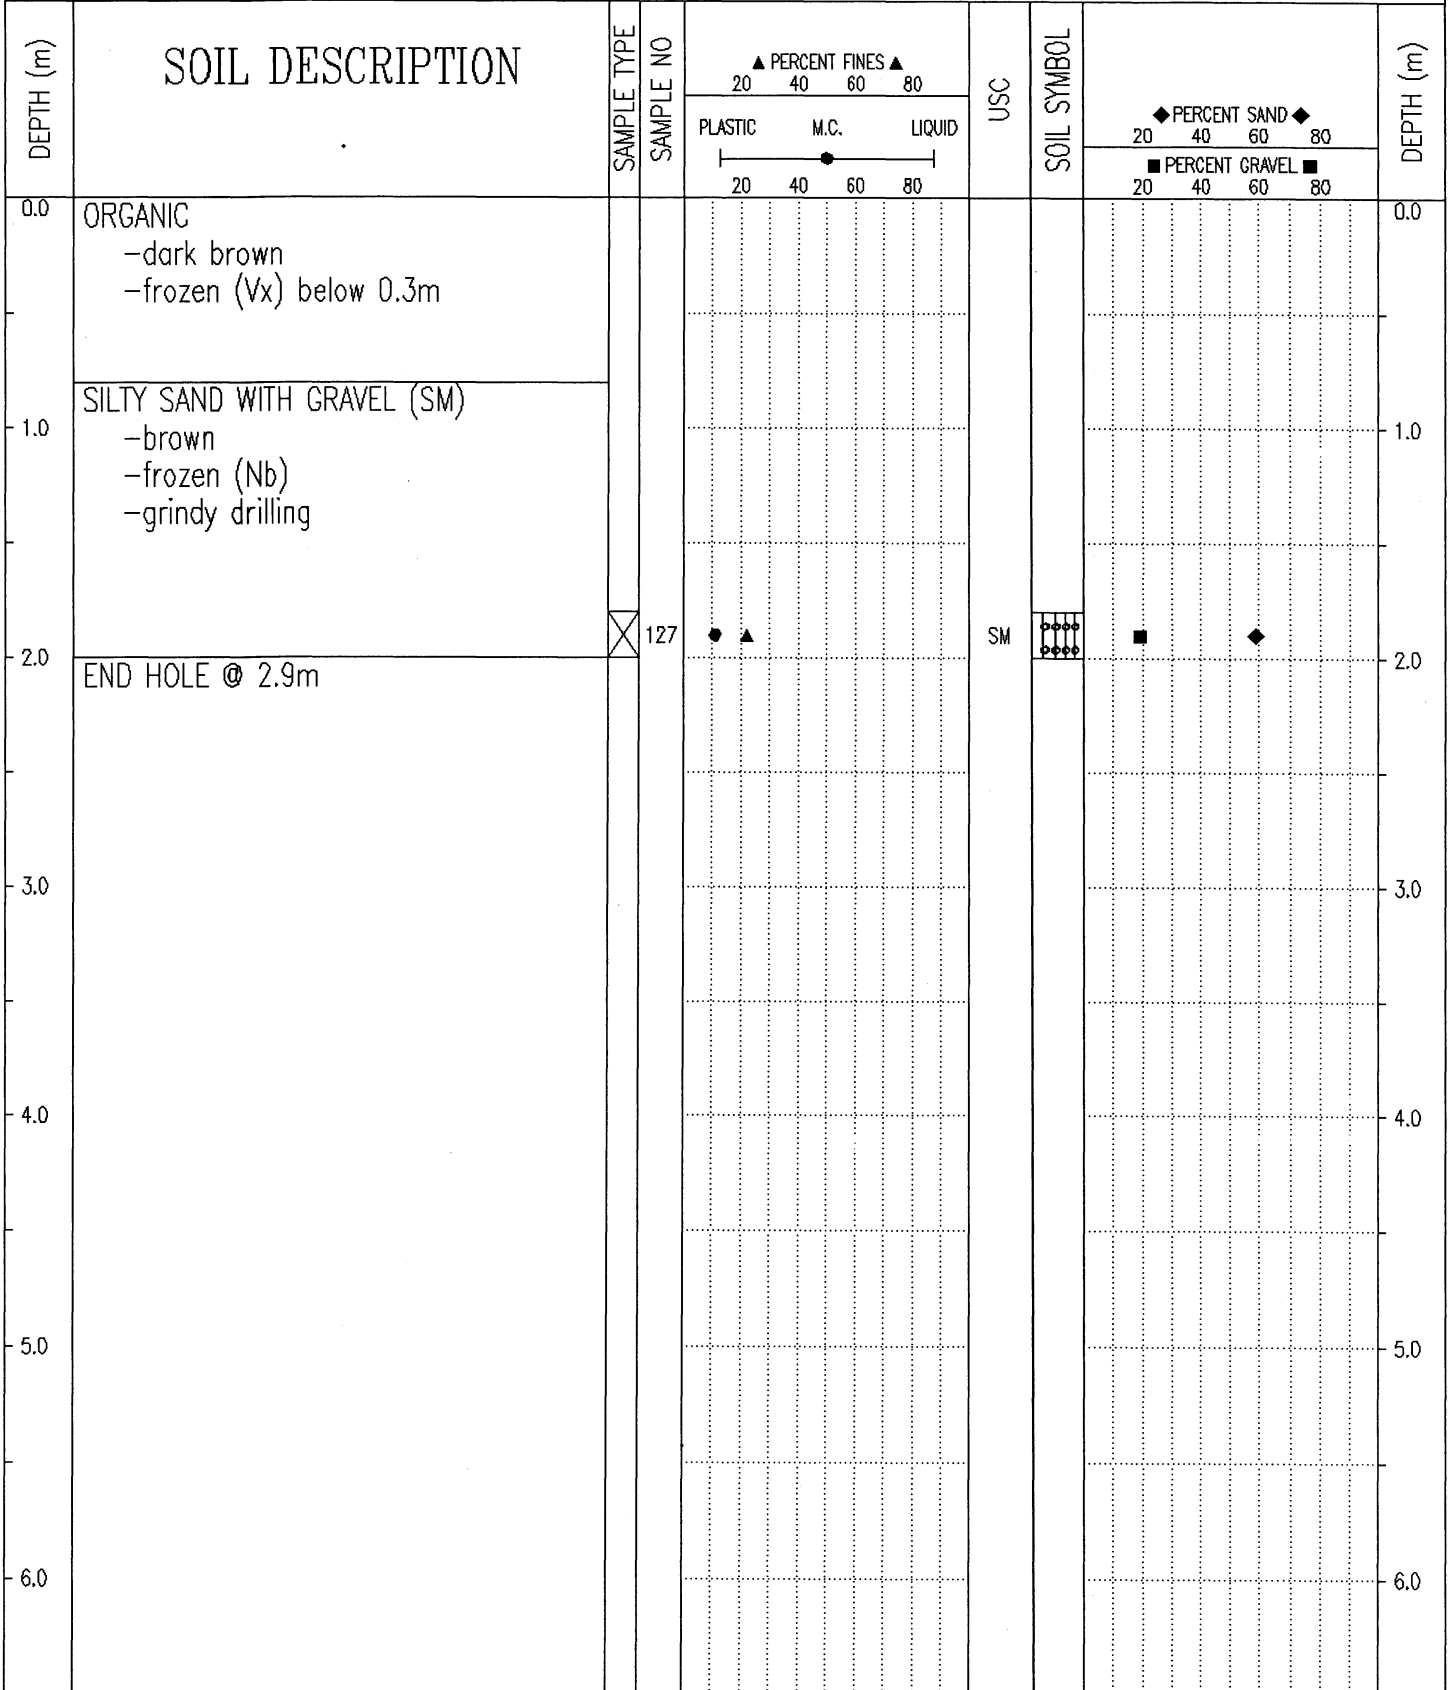 DEPTH (m)
SOIL DESCRIPTION
SAMPLE TYPE
SAMPLE NO
▲ PERCENT FINES ▲
20 40 60 80
PLASTIC M.C. LIQUID
20 40 60 80
USC
SOIL SYMBOL
◆ PERCENT SAND ◆
20 40 60 80
■ PERCENT GRAVEL ■
20 40 60 80
DEPTH (m)
0.0
ORGANIC
-dark brown
-frozen (Vx) below 0.3m
0.0
SILTY SAND WITH GRAVEL (SM)
1.0
-brown
1.0
-frozen (Nb)
-grindy drilling
127
SM
2.0
END HOLE @ 2.9m
2.0
3.0
3.0
4.0
4.0
5.0
5.0
6.0
6.0